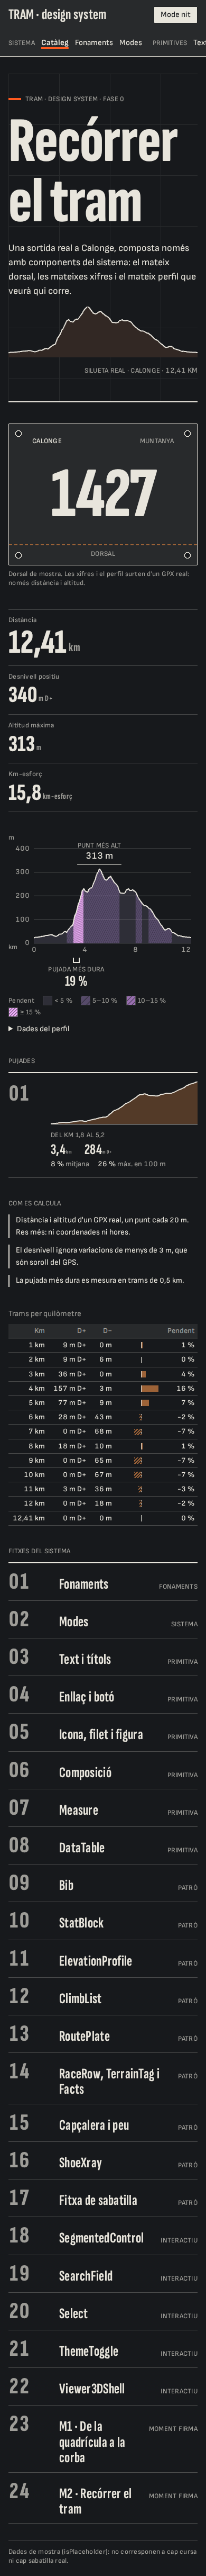 TRAM · design system
Mode nit
SISTEMA Catàleg Fonaments Modes PRIMITIVES Tex
TRAM · DESIGN SYSTEM · FASE 0
Recórrer
el tram
Una sortida real a Calonge, composta només
amb components del sistema: el mateix
dorsal, les mateixes xifres i el mateix perfil que
veurà qui corre.
SILUETA REAL · CALONGE · 12,41 KM
CALONGE MUNTANYA
1427
DORSAL
Dorsal de mostra. Les xifres i el perfil surten d'un GPX real:
només distància i altitud.
Distància
12,41 km
Desnivell positiu
340 m D+
Altitud màxima
313 m
Km-esforç
15,8 km-esforç
m
PUNT MÉS ALT
313 m
400
300
200
100
0
km 0 4 8 12
PUJADA MÉS DURA
19 %
Pendent < 5 % 5–10 % 10–15 %
≥ 15 %
Dades del perfil
PUJADES
01
DEL KM 1,8 AL 5,2
3,4 km 284 m D+
8 % mitjana 26 % màx. en 100 m
COM ES CALCULA
Distància i altitud d'un GPX real, un punt cada 20 m.
Res més: ni coordenades ni hores.
El desnivell ignora variacions de menys de 3 m, que
són soroll del GPS.
La pujada més dura es mesura en trams de 0,5 km.
Trams per quilòmetre
Km D+ D− Pendent
1 km 9 m D+ 0 m 1 %
2 km 9 m D+ 6 m 0 %
3 km 36 m D+ 0 m 4 %
4 km 157 m D+ 3 m 16 %
5 km 77 m D+ 9 m 7 %
6 km 28 m D+ 43 m -2 %
7 km 0 m D+ 68 m -7 %
8 km 18 m D+ 10 m 1 %
9 km 0 m D+ 65 m -7 %
10 km 0 m D+ 67 m -7 %
11 km 3 m D+ 36 m -3 %
12 km 0 m D+ 18 m -2 %
12,41 km 0 m D+ 0 m 0 %
FITXES DEL SISTEMA
01 Fonaments FONAMENTS
02 Modes SISTEMA
03 Text i títols PRIMITIVA
04 Enllaç i botó PRIMITIVA
05 Icona, filet i figura PRIMITIVA
06 Composició PRIMITIVA
07 Measure PRIMITIVA
08 DataTable PRIMITIVA
09 Bib PATRÓ
10 StatBlock PATRÓ
11 ElevationProfile PATRÓ
12 ClimbList PATRÓ
13 RoutePlate PATRÓ
14 RaceRow, TerrainTag i PATRÓ
Facts
15 Capçalera i peu PATRÓ
16 ShoeXray PATRÓ
17 Fitxa de sabatilla PATRÓ
18 SegmentedControl INTERACTIU
19 SearchField INTERACTIU
20 Select INTERACTIU
21 ThemeToggle INTERACTIU
22 Viewer3DShell INTERACTIU
23 M1 · De la MOMENT FIRMA
quadrícula a la
corba
24 M2 · Recórrer el MOMENT FIRMA
tram
Dades de mostra (isPlaceholder): no corresponen a cap cursa
ni cap sabatilla real.